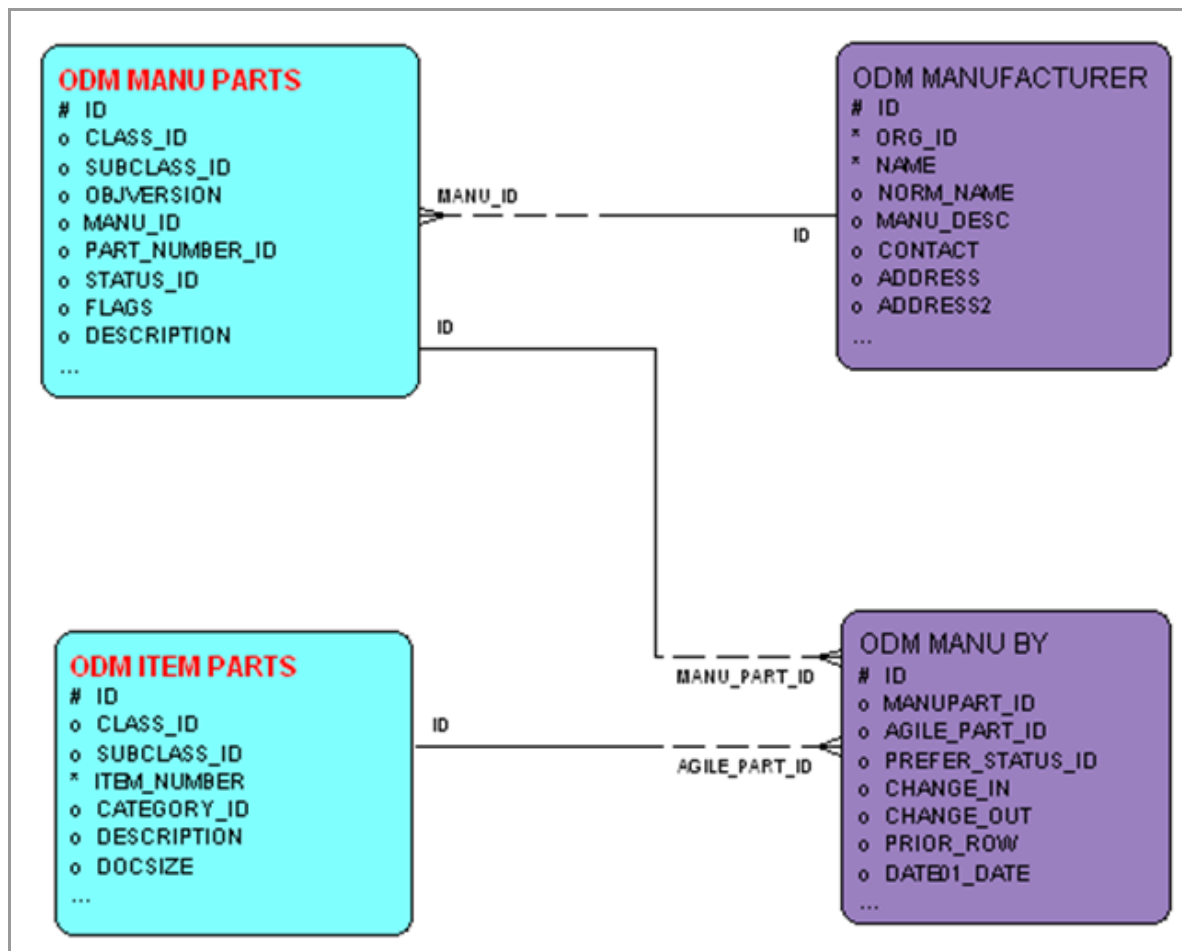 ODM MANU PARTS
# ID
o CLASS_ID
o SUBCLASS_ID
o OBJVERSION
o MANU_ID
o PART_NUMBER_ID
o STATUS_ID
o FLAGS
o DESCRIPTION
...
MANU_ID
ID
ODM MANUFACTURER
# ID
* ORG_ID
* NAME
o NORM_NAME
o MANU_DESC
o CONTACT
o ADDRESS
o ADDRESS2
...
ID
MANU_PART_ID
ODM ITEM PARTS
# ID
o CLASS_ID
o SUBCLASS_ID
* ITEM_NUMBER
o CATEGORY_ID
o DESCRIPTION
o DOCSIZE
...
ID
AGILE_PART_ID
ODM MANU BY
# ID
o MANUPART_ID
o AGILE_PART_ID
o PREFER_STATUS_ID
o CHANGE_IN
o CHANGE_OUT
o PRIOR_ROW
o DATE01_DATE
...